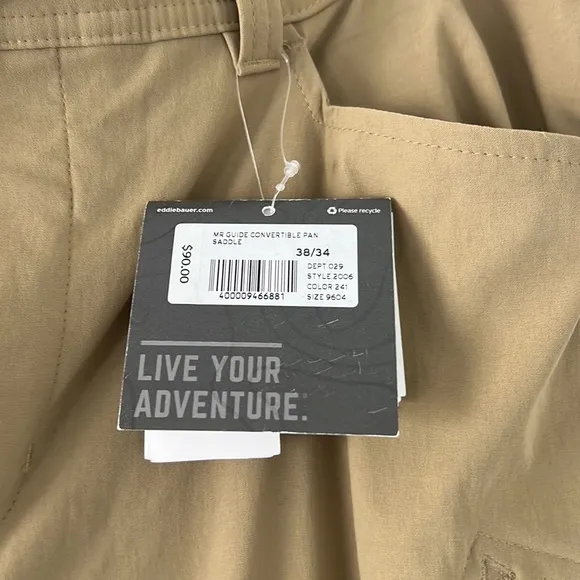 eddiebauer.com
Please recycle
MR GUIDE CONVERTIBLE PAN
SADDLE
38/34
$90.00
DEPT 029
STYLE 2006
COLOR 241
SIZE 9604
400009466881
LIVE YOUR
ADVENTURE.